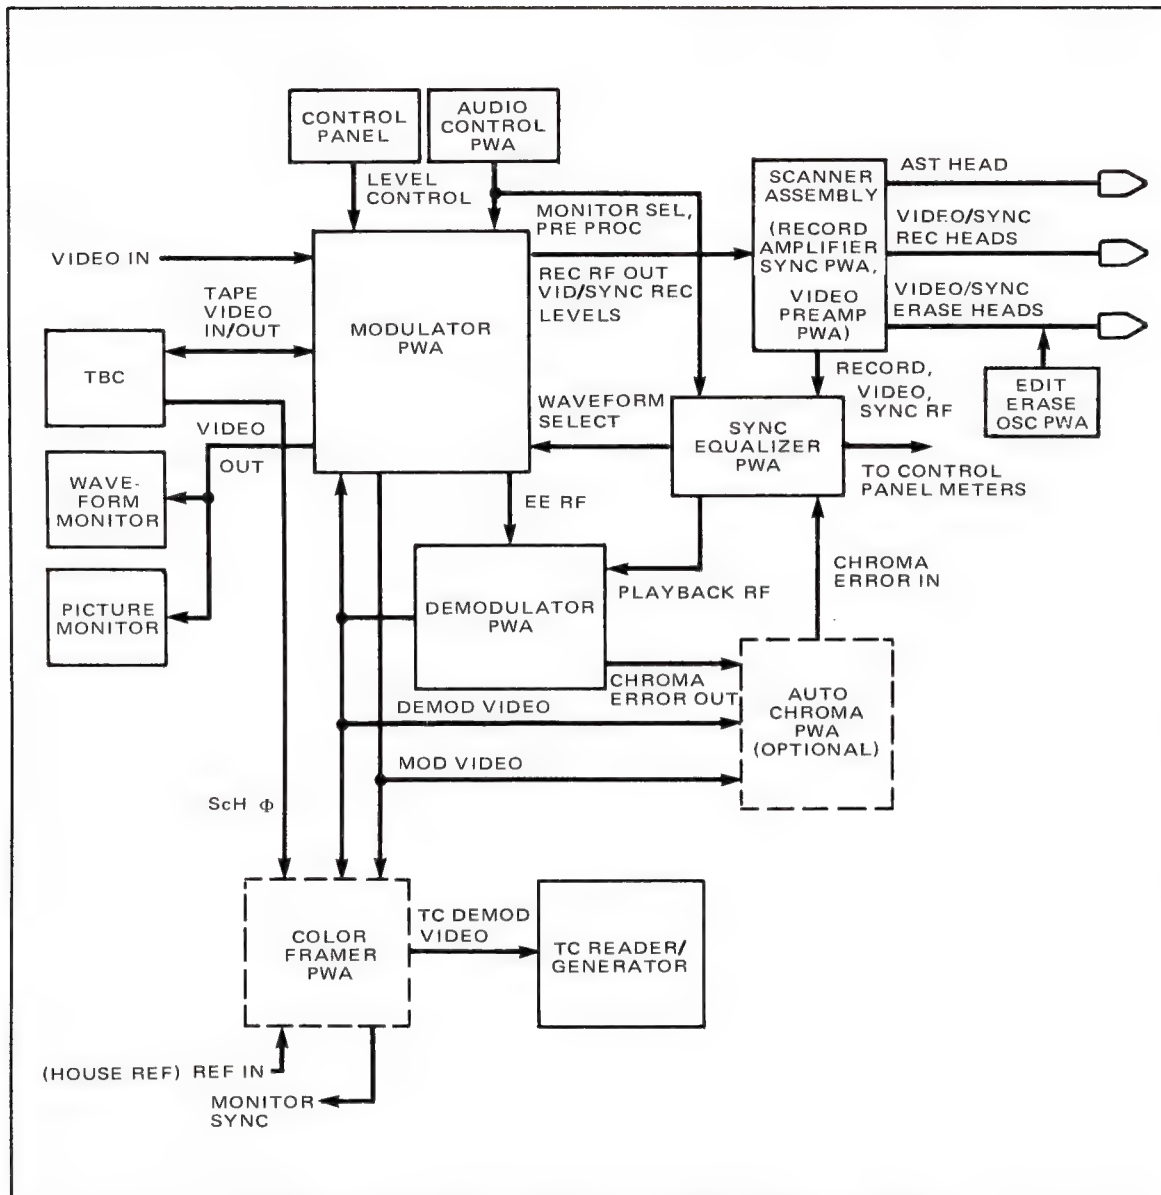 CONTROL
PANEL
AUDIO
CONTROL
PWA
LEVEL
CONTROL
MONITOR SEL,
PRE PROC
SCANNER
ASSEMBLY
(RECORD
AMPLIFIER
SYNC PWA,
VIDEO
PREAMP
PWA)
AST HEAD
VIDEO/SYNC
REC HEADS
VIDEO/SYNC
ERASE HEADS
VIDEO IN
TAPE
VIDEO
IN/OUT
MODULATOR
PWA
REC RF OUT
VID/SYNC REC
LEVELS
TBC
RECORD,
VIDEO,
SYNC RF
EDIT
ERASE
OSC PWA
VIDEO
OUT
WAVEFORM
SELECT
SYNC
EQUALIZER
PWA
TO CONTROL
PANEL METERS
WAVE-
FORM
MONITOR
EE RF
PICTURE
MONITOR
DEMODULATOR
PWA
PLAYBACK RF
CHROMA
ERROR IN
CHROMA
ERROR OUT
DEMOD VIDEO
MOD VIDEO
AUTO
CHROMA
PWA
(OPTIONAL)
ScH Φ
COLOR
FRAMER
PWA
TC DEMOD
VIDEO
TC READER/
GENERATOR
(HOUSE REF) REF IN
MONITOR
SYNC